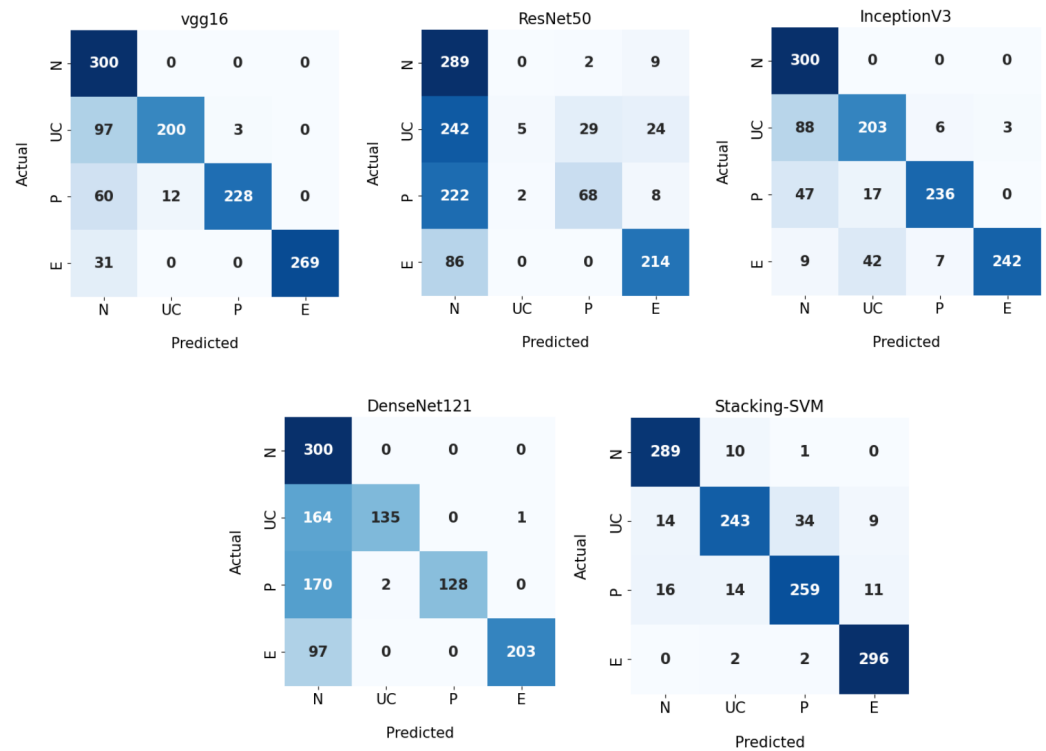 vgg16
N 300 0 0 0
UC 97 200 3 0
P 60 12 228 0
E 31 0 0 269
N UC P E
Actual
Predicted
ResNet50
N 289 0 2 9
UC 242 5 29 24
P 222 2 68 8
E 86 0 0 214
N UC P E
Actual
Predicted
InceptionV3
N 300 0 0 0
UC 88 203 6 3
P 47 17 236 0
E 9 42 7 242
N UC P E
Actual
Predicted
DenseNet121
N 300 0 0 0
UC 164 135 0 1
P 170 2 128 0
E 97 0 0 203
N UC P E
Actual
Predicted
Stacking-SVM
N 289 10 1 0
UC 14 243 34 9
P 16 14 259 11
E 0 2 2 296
N UC P E
Actual
Predicted